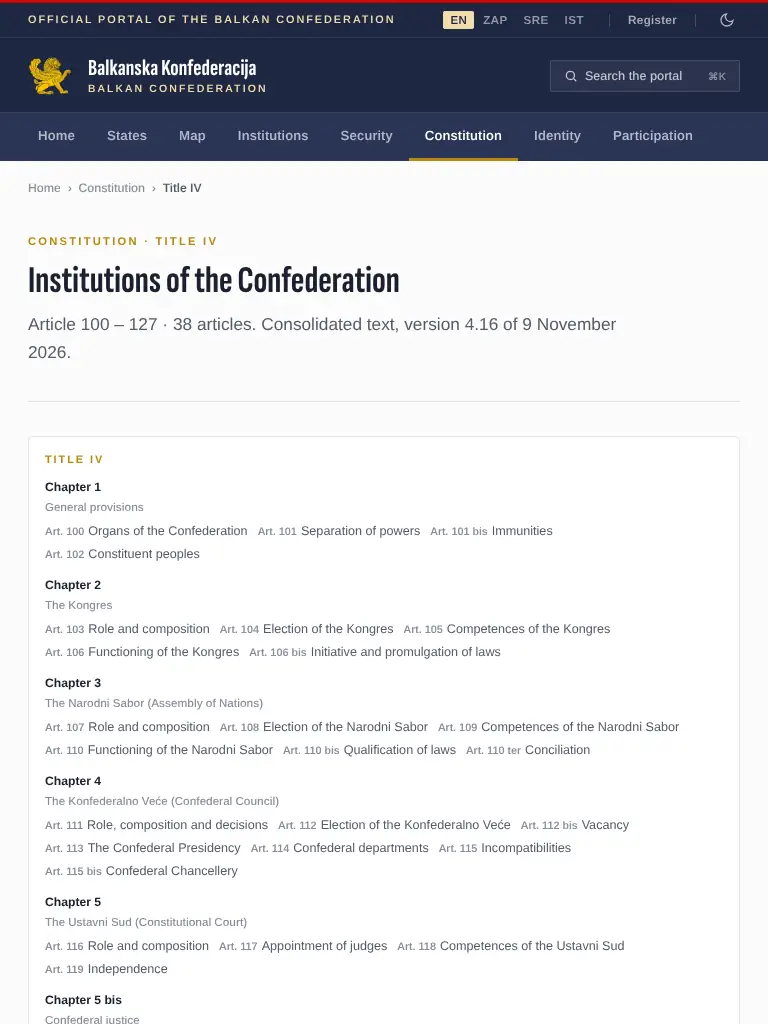 OFFICIAL PORTAL OF THE BALKAN CONFEDERATION EN ZAP SRE IST Register
Balkanska Konfederacija
BALKAN CONFEDERATION
Search the portal ⌘K
Home States Map Institutions Security Constitution Identity Participation
Home › Constitution › Title IV
CONSTITUTION · TITLE IV
Institutions of the Confederation
Article 100 – 127 · 38 articles. Consolidated text, version 4.16 of 9 November
2026.
TITLE IV
Chapter 1
General provisions
Art. 100 Organs of the Confederation Art. 101 Separation of powers Art. 101 bis Immunities
Art. 102 Constituent peoples
Chapter 2
The Kongres
Art. 103 Role and composition Art. 104 Election of the Kongres Art. 105 Competences of the Kongres
Art. 106 Functioning of the Kongres Art. 106 bis Initiative and promulgation of laws
Chapter 3
The Narodni Sabor (Assembly of Nations)
Art. 107 Role and composition Art. 108 Election of the Narodni Sabor Art. 109 Competences of the Narodni Sabor
Art. 110 Functioning of the Narodni Sabor Art. 110 bis Qualification of laws Art. 110 ter Conciliation
Chapter 4
The Konfederalno Veće (Confederal Council)
Art. 111 Role, composition and decisions Art. 112 Election of the Konfederalno Veće Art. 112 bis Vacancy
Art. 113 The Confederal Presidency Art. 114 Confederal departments Art. 115 Incompatibilities
Art. 115 bis Confederal Chancellery
Chapter 5
The Ustavni Sud (Constitutional Court)
Art. 116 Role and composition Art. 117 Appointment of judges Art. 118 Competences of the Ustavni Sud
Art. 119 Independence
Chapter 5 bis
Confederal justice